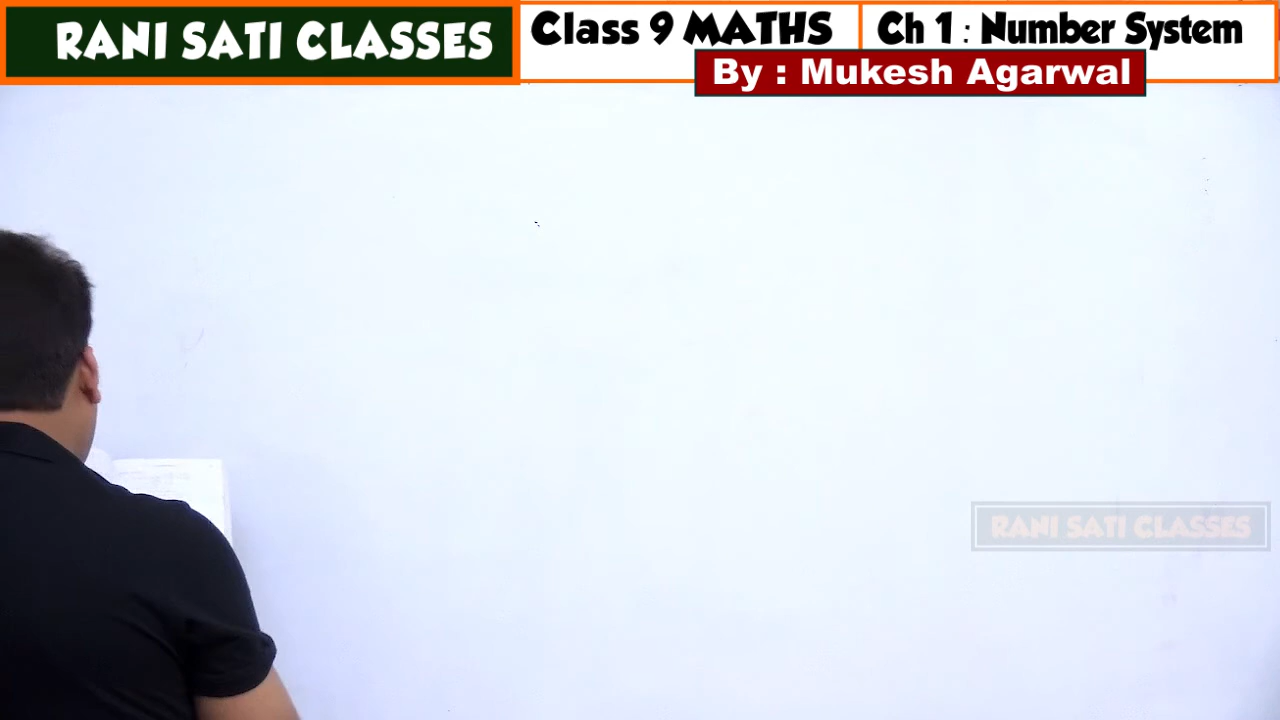 RANI SATI CLASSES
Class 9 MATHS
Ch 1 : Number System
By : Mukesh Agarwal
RANI SATI CLASSES